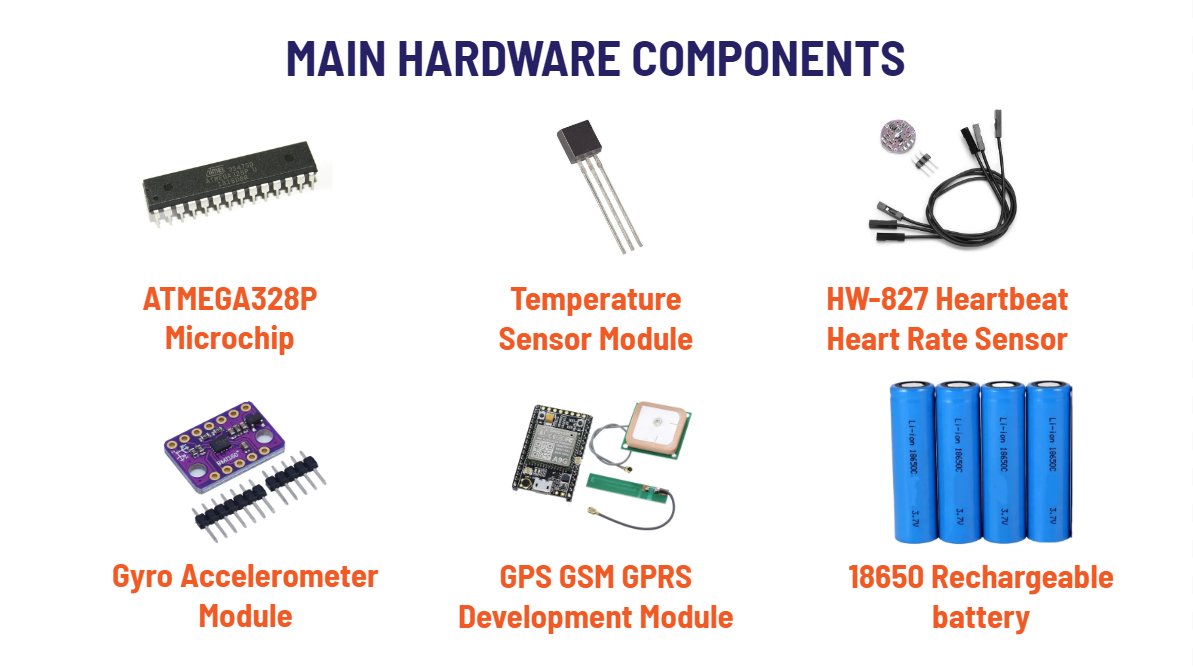 MAIN HARDWARE COMPONENTS
ATMEGA328P
Microchip
Temperature
Sensor Module
HW-827 Heartbeat
Heart Rate Sensor
Li-ion 18650C 3.7V
Li-ion 18650C 3.7V
Li-ion 18650C 3.7V
Li-ion 18650C 3.7V
A9G
Gyro Accelerometer
Module
GPS GSM GPRS
Development Module
18650 Rechargeable
battery